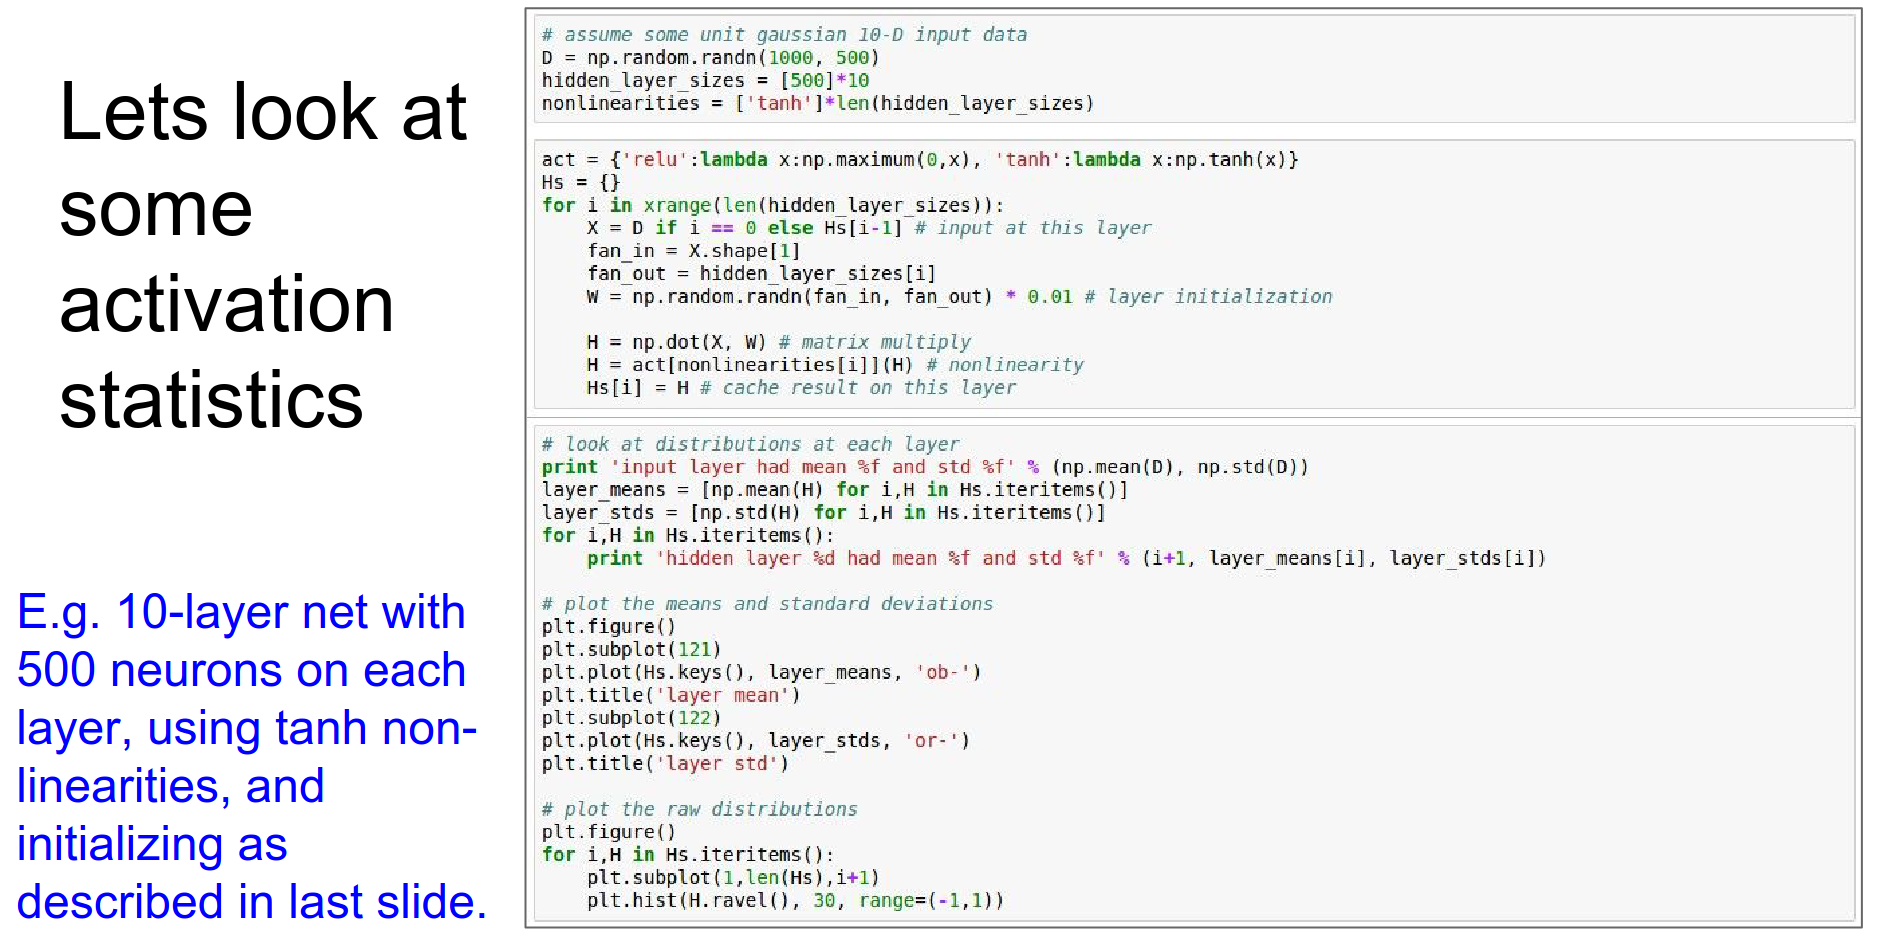 Lets look at
some
activation
statistics
E.g. 10-layer net with
500 neurons on each
layer, using tanh non-
linearities, and
initializing as
described in last slide.
# assume some unit gaussian 10-D input data
D = np.random.randn(1000, 500)
hidden_layer_sizes = [500]*10
nonlinearities = ['tanh']*len(hidden_layer_sizes)
act = {'relu':lambda x:np.maximum(0,x), 'tanh':lambda x:np.tanh(x)}
Hs = {}
for i in xrange(len(hidden_layer_sizes)):
    X = D if i == 0 else Hs[i-1] # input at this layer
    fan_in = X.shape[1]
    fan_out = hidden_layer_sizes[i]
    W = np.random.randn(fan_in, fan_out) * 0.01 # layer initialization
    H = np.dot(X, W) # matrix multiply
    H = act[nonlinearities[i]](H) # nonlinearity
    Hs[i] = H # cache result on this layer
# look at distributions at each layer
print 'input layer had mean %f and std %f' % (np.mean(D), np.std(D))
layer_means = [np.mean(H) for i,H in Hs.iteritems()]
layer_stds = [np.std(H) for i,H in Hs.iteritems()]
for i,H in Hs.iteritems():
    print 'hidden layer %d had mean %f and std %f' % (i+1, layer_means[i], layer_stds[i])
# plot the means and standard deviations
plt.figure()
plt.subplot(121)
plt.plot(Hs.keys(), layer_means, 'ob-')
plt.title('layer mean')
plt.subplot(122)
plt.plot(Hs.keys(), layer_stds, 'or-')
plt.title('layer std')
# plot the raw distributions
plt.figure()
for i,H in Hs.iteritems():
    plt.subplot(1,len(Hs),i+1)
    plt.hist(H.ravel(), 30, range=(-1,1))